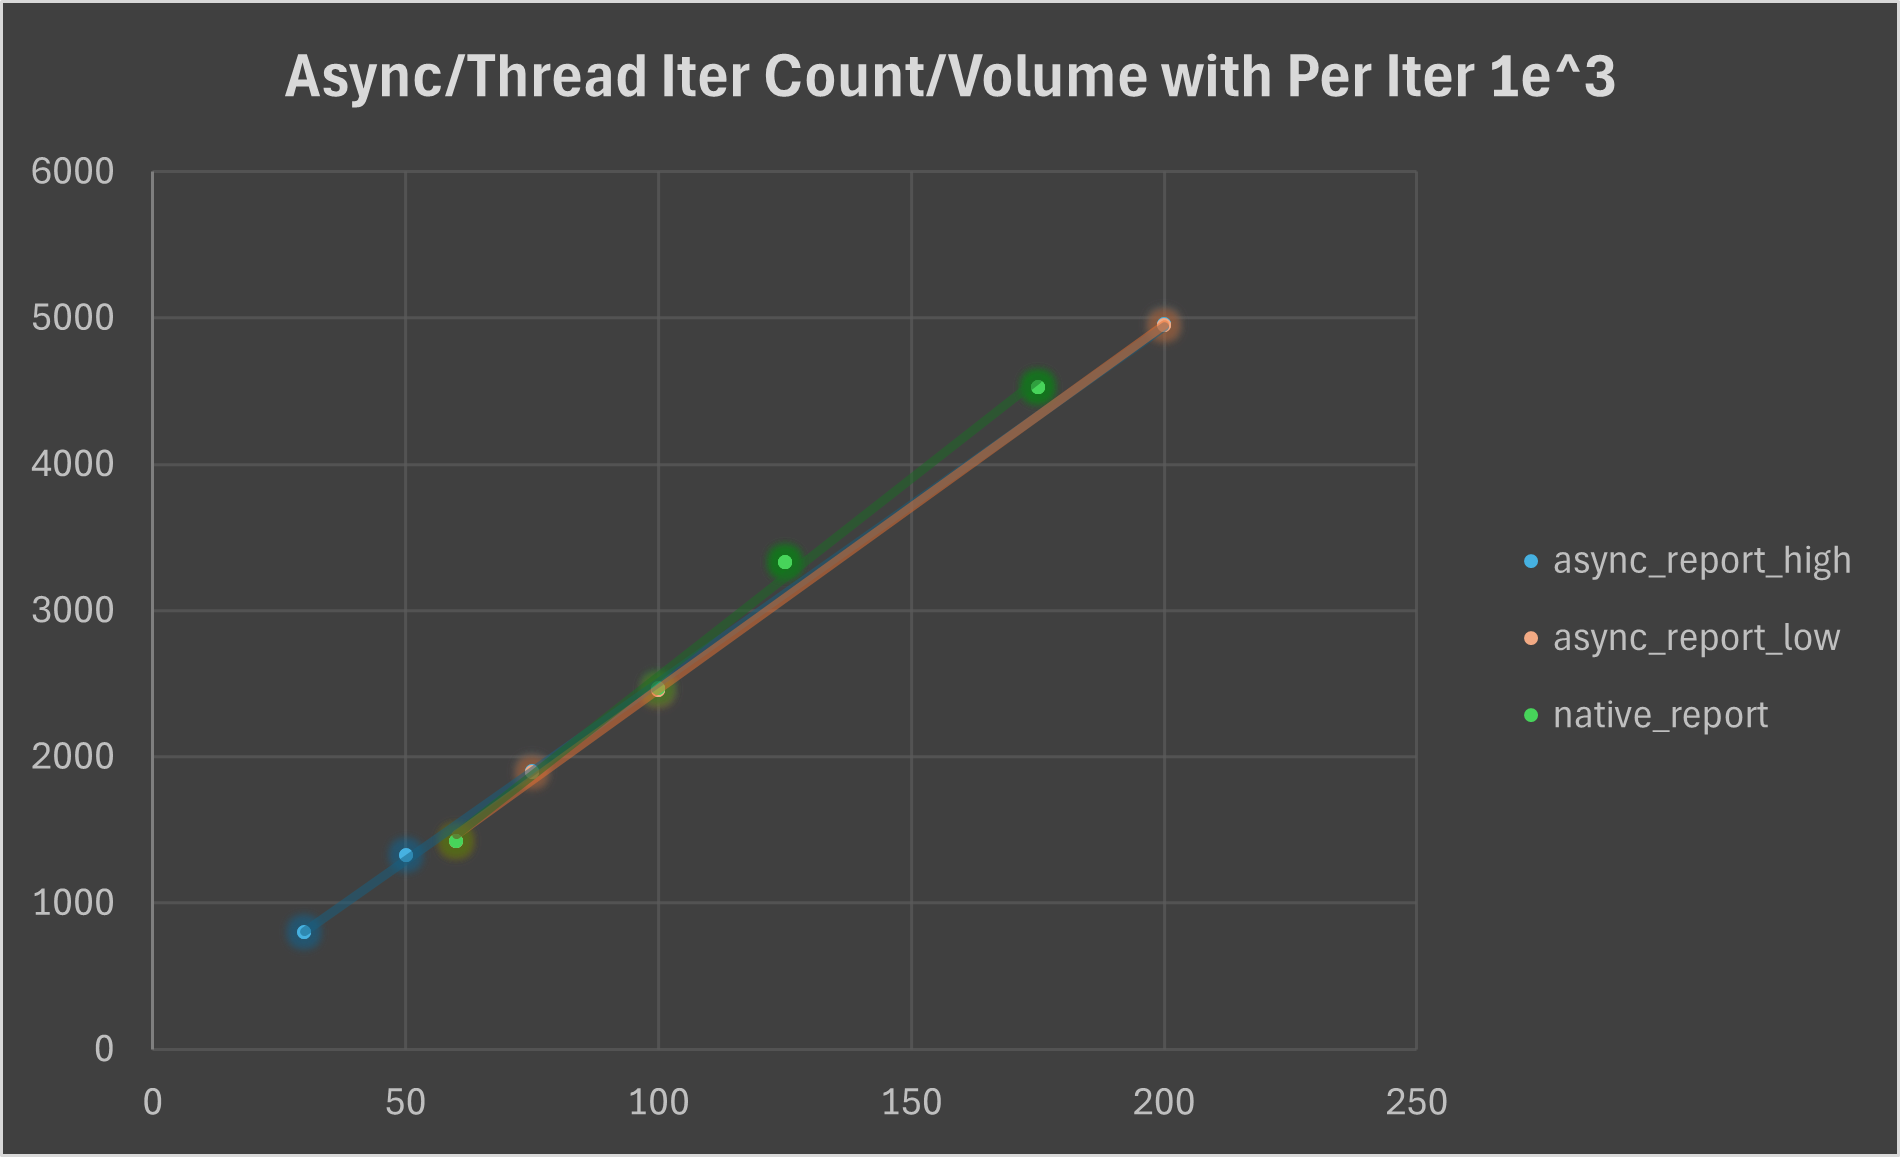 Async/Thread Iter Count/Volume with Per Iter 1e^3
6000
5000
4000
3000
2000
1000
0
0 50 100 150 200 250
async_report_high
async_report_low
native_report